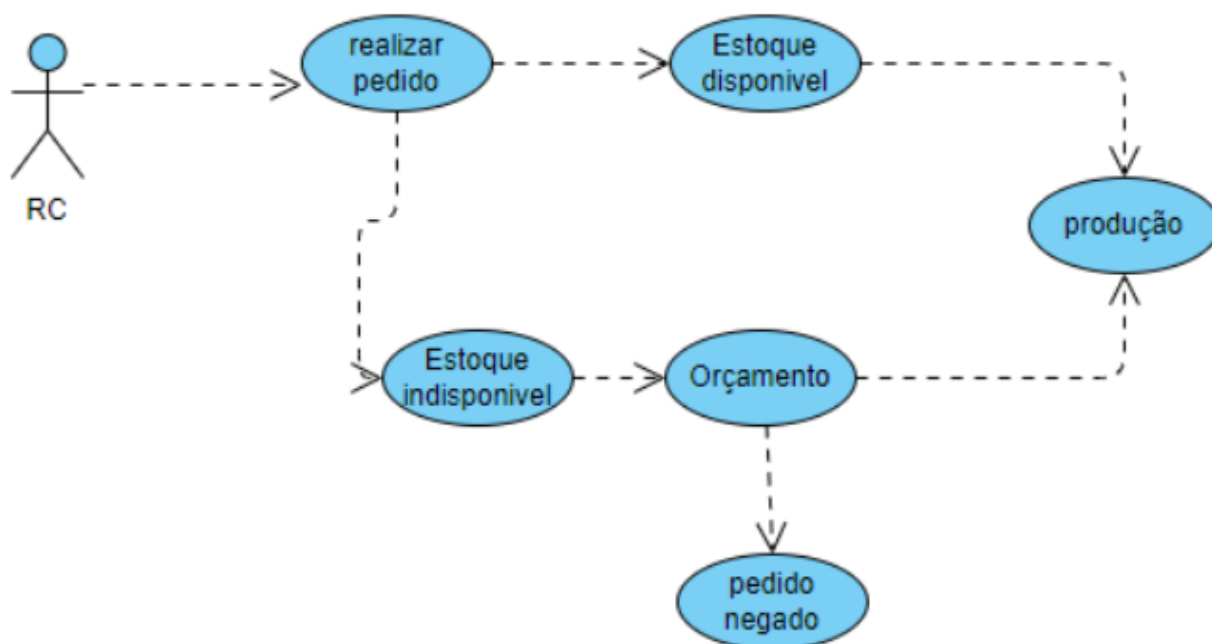 realizar
pedido
Estoque
disponivel
RC
produção
Estoque
indisponivel
Orçamento
pedido
negado